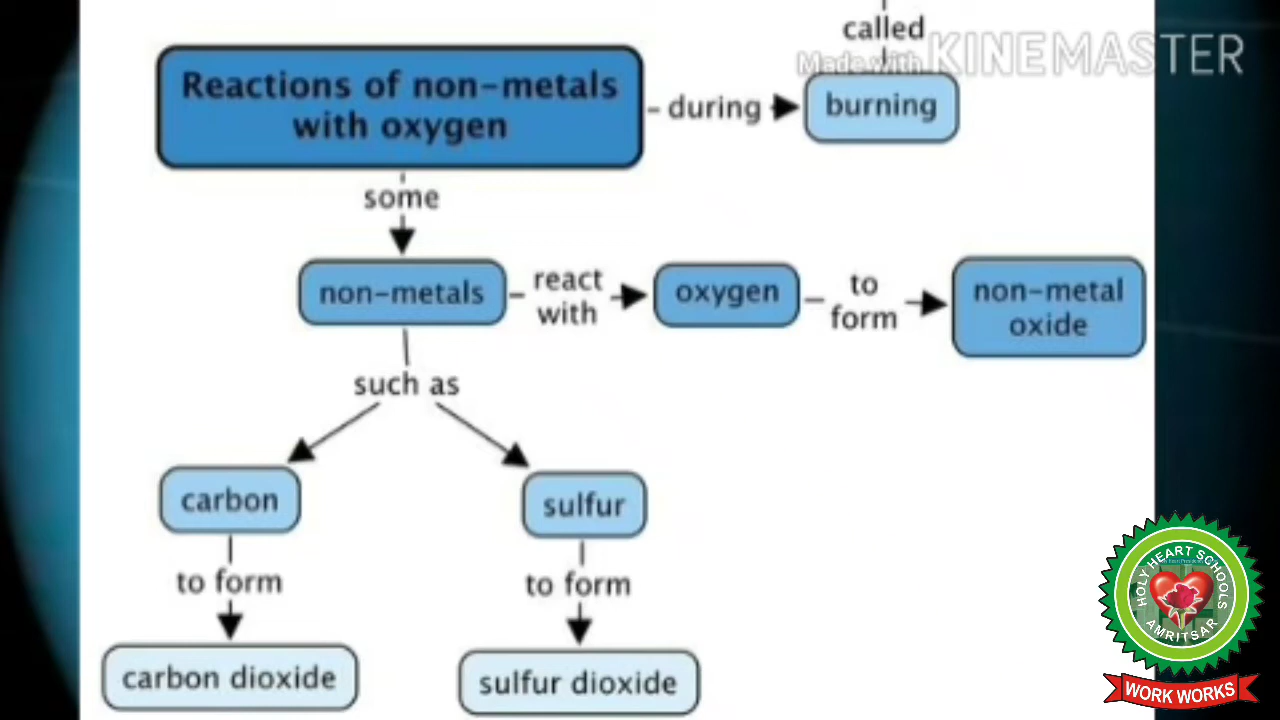 called
Made with KINEMASTER
Reactions of non-metals
with oxygen
during
burning
some
non-metals
react
with
oxygen
to
form
non-metal
oxide
such as
carbon
sulfur
to form
to form
carbon dioxide
sulfur dioxide
HOLY HEART SCHOOLS
AMRITSAR
WORK WORKS